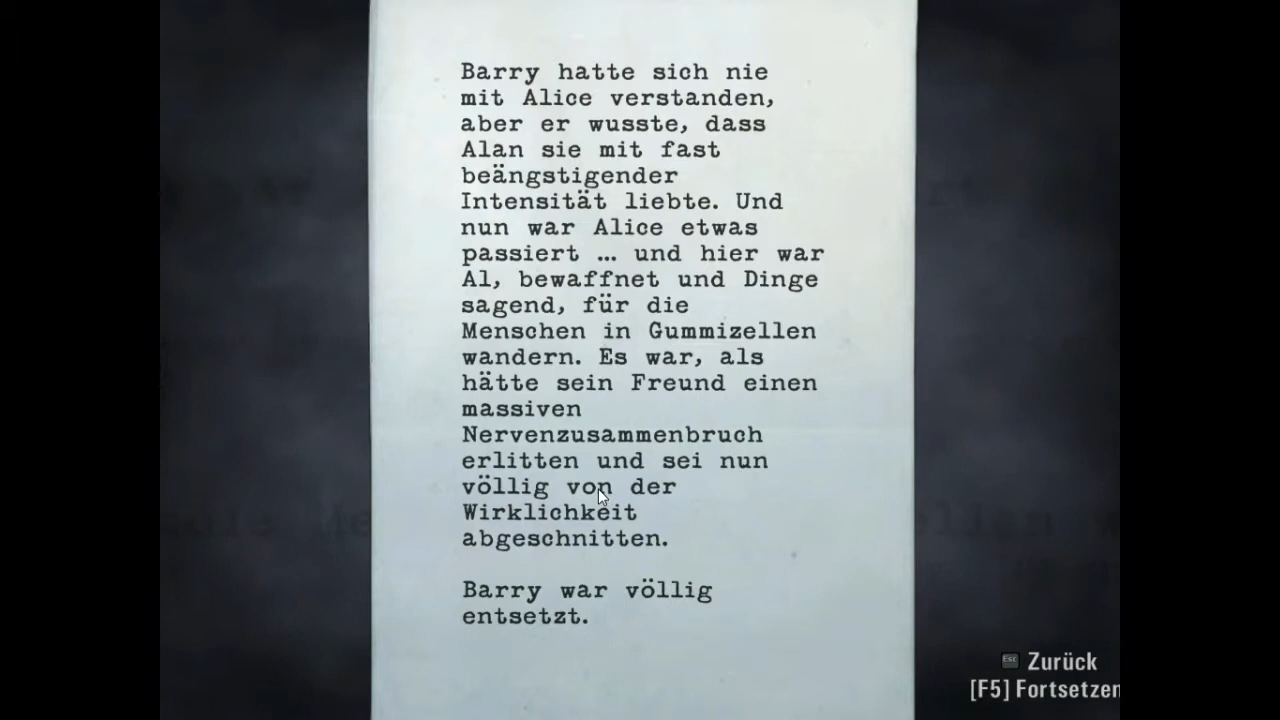 Barry hatte sich nie
mit Alice verstanden,
aber er wusste, dass
Alan sie mit fast
beängstigender
Intensität liebte. Und
nun war Alice etwas
passiert … und hier war
Al, bewaffnet und Dinge
sagend, für die
Menschen in Gummizellen
wandern. Es war, als
hätte sein Freund einen
massiven
Nervenzusammenbruch
erlitten und sei nun
völlig von der
Wirklichkeit
abgeschnitten.
Barry war völlig
entsetzt.
Esc Zurück
[F5] Fortsetzen